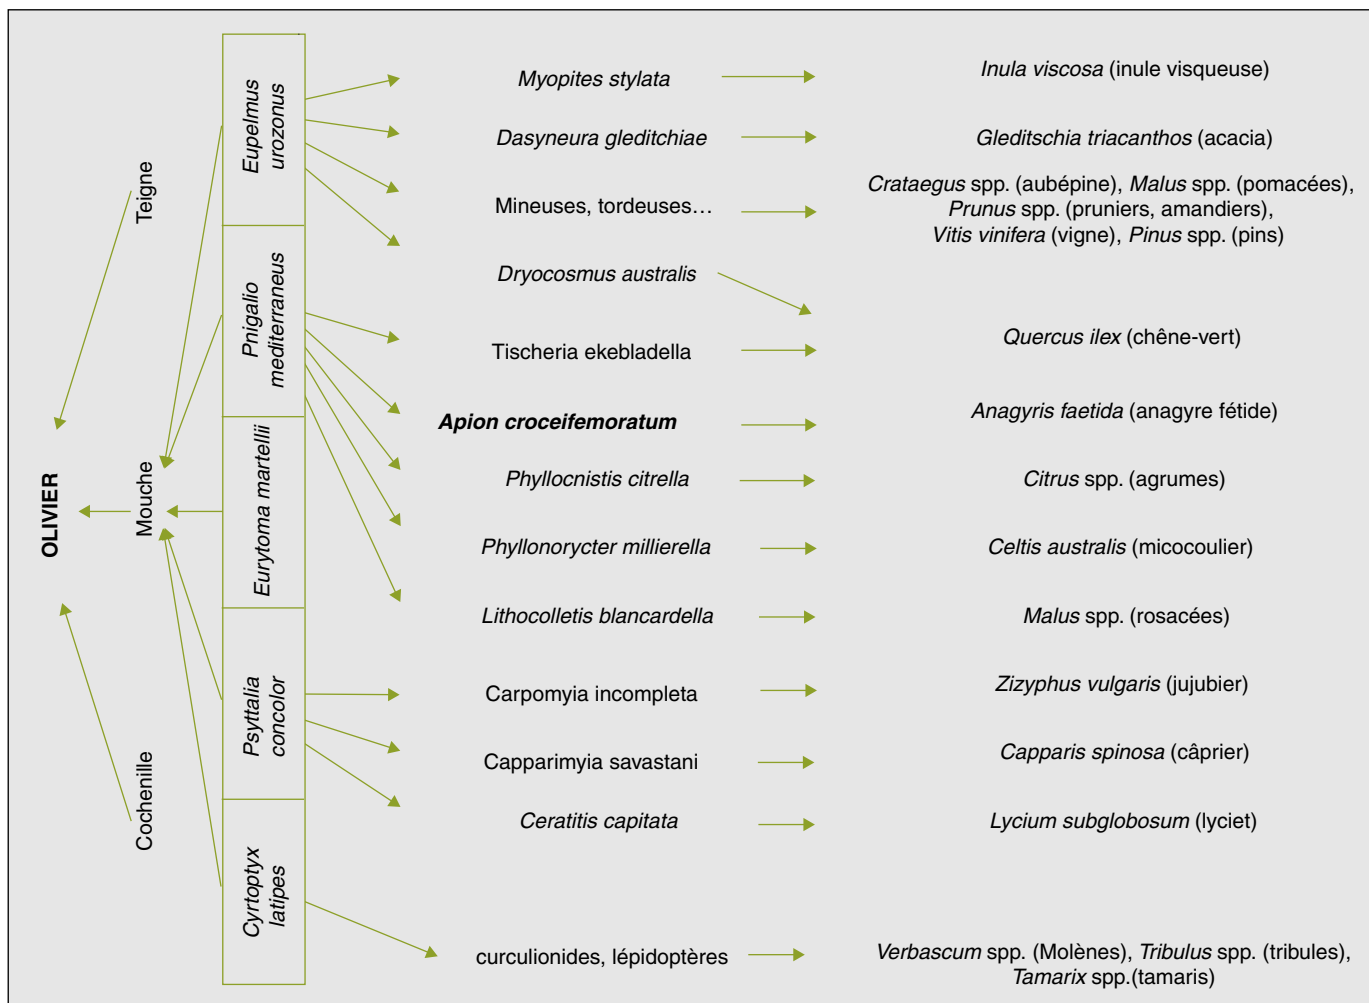 OLIVIER
Teigne
Mouche
Cochenille
Eupelmus
urozonus
Pnigalio
mediterraneus
Eurytoma martellii
Psyttalia
concolor
Cyrtoptyx
latipes
Myopites stylata
Inula viscosa (inule visqueuse)
Dasyneura gleditchiae
Gleditschia triacanthos (acacia)
Mineuses, tordeuses…
Crataegus spp. (aubépine), Malus spp. (pomacées),
Prunus spp. (pruniers, amandiers),
Vitis vinifera (vigne), Pinus spp. (pins)
Dryocosmus australis
Tischeria ekebladella
Quercus ilex (chêne-vert)
Apion croceifemoratum
Anagyris faetida (anagyre fétide)
Phyllocnistis citrella
Citrus spp. (agrumes)
Phyllonorycter millierella
Celtis australis (micocoulier)
Lithocolletis blancardella
Malus spp. (rosacées)
Carpomyia incompleta
Zizyphus vulgaris (jujubier)
Capparimyia savastani
Capparis spinosa (câprier)
Ceratitis capitata
Lycium subglobosum (lyciet)
curculionides, lépidoptères
Verbascum spp. (Molènes), Tribulus spp. (tribules),
Tamarix spp.(tamaris)